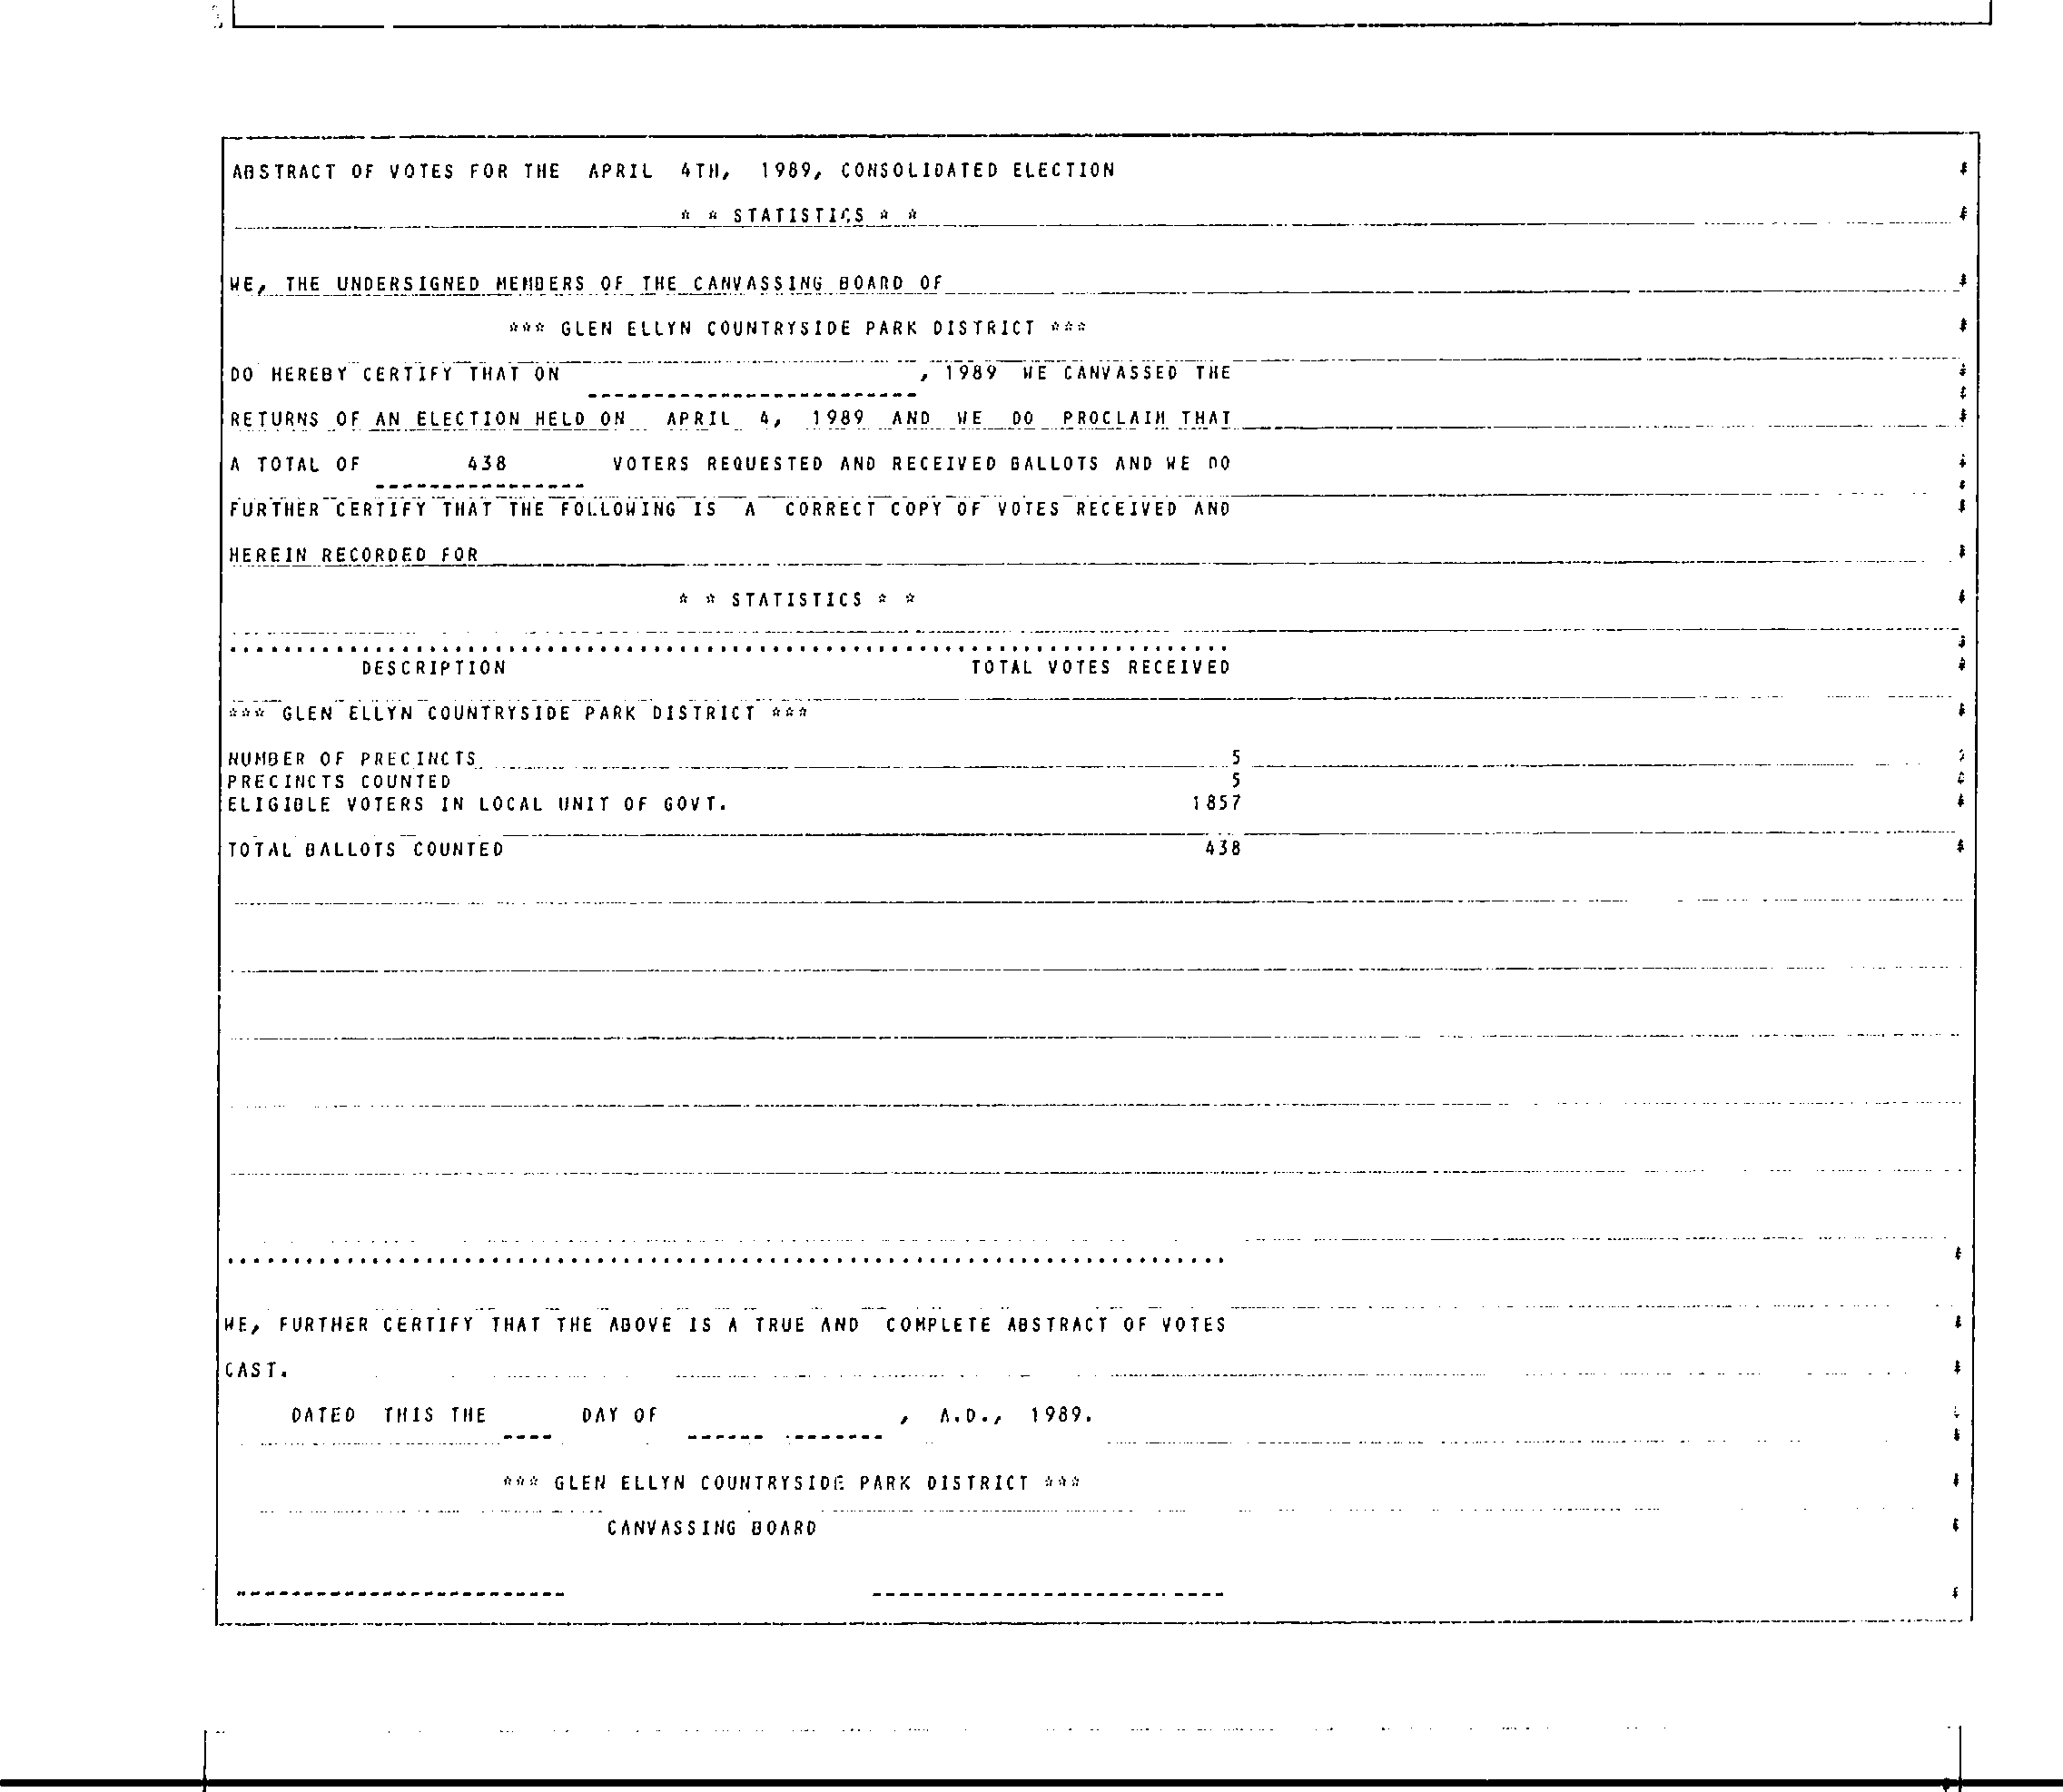 ABSTRACT OF VOTES FOR THE APRIL 4TH, 1989, CONSOLIDATED ELECTION
* * STATISTICS * *
WE, THE UNDERSIGNED MEMBERS OF THE CANVASSING BOARD OF
*** GLEN ELLYN COUNTRYSIDE PARK DISTRICT ***
DO HEREBY CERTIFY THAT ON , 1989 WE CANVASSED THE
RETURNS OF AN ELECTION HELD ON APRIL 4, 1989 AND WE DO PROCLAIM THAT
A TOTAL OF 438 VOTERS REQUESTED AND RECEIVED BALLOTS AND WE DO
FURTHER CERTIFY THAT THE FOLLOWING IS A CORRECT COPY OF VOTES RECEIVED AND
HEREIN RECORDED FOR
* * STATISTICS * *
DESCRIPTION TOTAL VOTES RECEIVED
*** GLEN ELLYN COUNTRYSIDE PARK DISTRICT ***
NUMBER OF PRECINCTS 5
PRECINCTS COUNTED 5
ELIGIBLE VOTERS IN LOCAL UNIT OF GOVT. 1857
TOTAL BALLOTS COUNTED 438
WE, FURTHER CERTIFY THAT THE ABOVE IS A TRUE AND COMPLETE ABSTRACT OF VOTES
CAST.
DATED THIS THE ---- DAY OF ------ ------- , A.D., 1989.
*** GLEN ELLYN COUNTRYSIDE PARK DISTRICT ***
CANVASSING BOARD